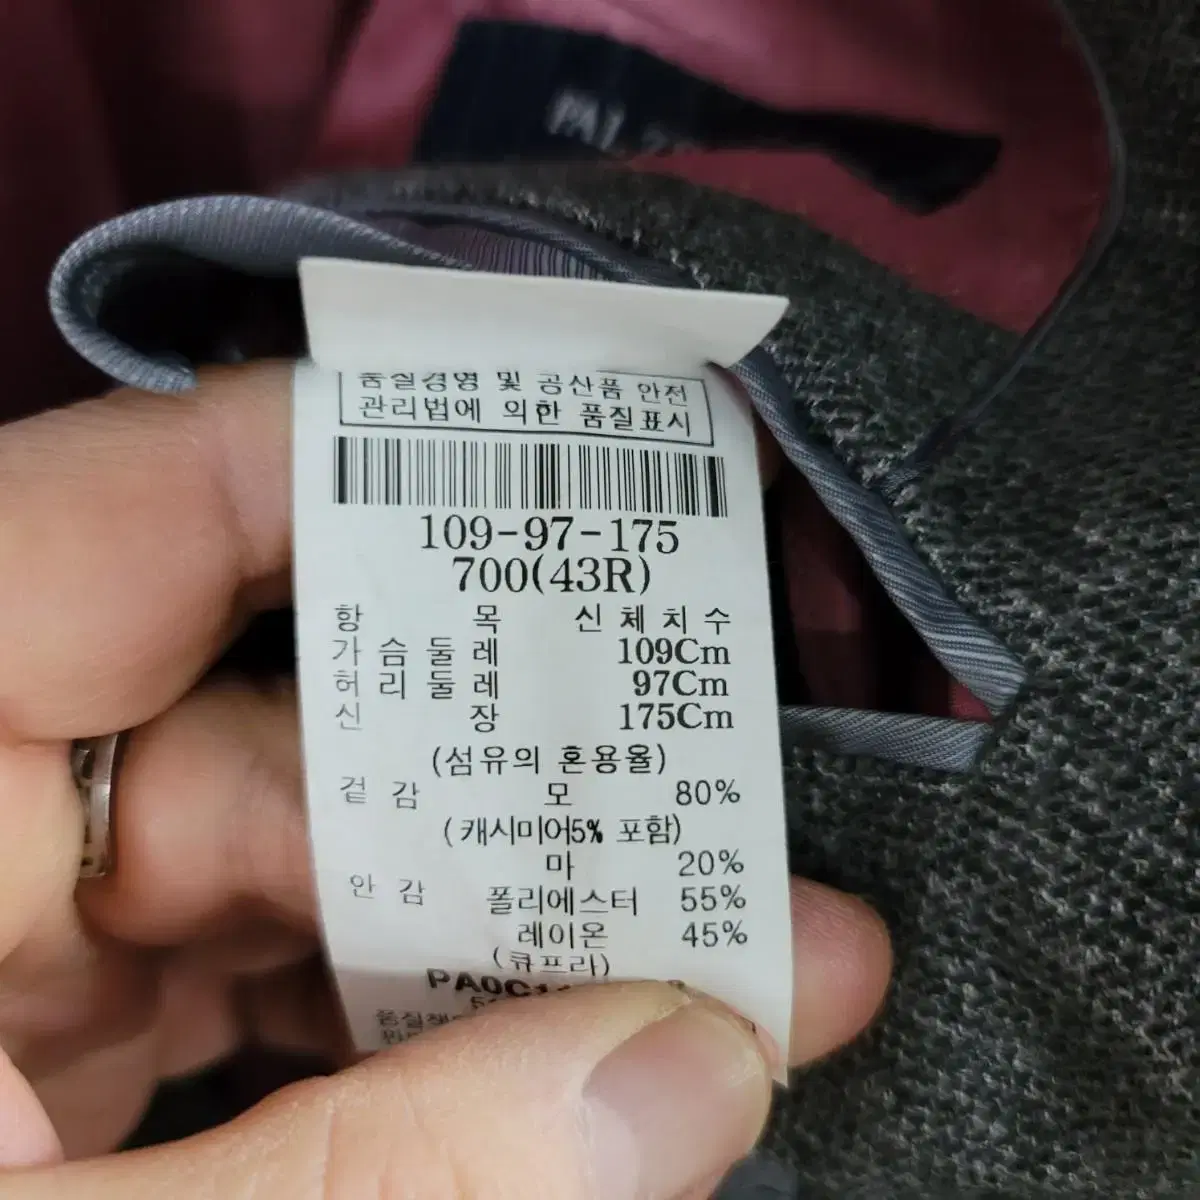 품질경영 및 공산품 안전
관리법에 의한 품질표시
109-97-175
700(43R)
항 목 신체치수
가슴둘레 109Cm
허리둘레 97Cm
신 장 175Cm
(섬유의 혼용율)
겉 감 모 80%
(캐시미어5% 포함)
마 20%
안 감 폴리에스터 55%
레이온 45%
(큐프라)